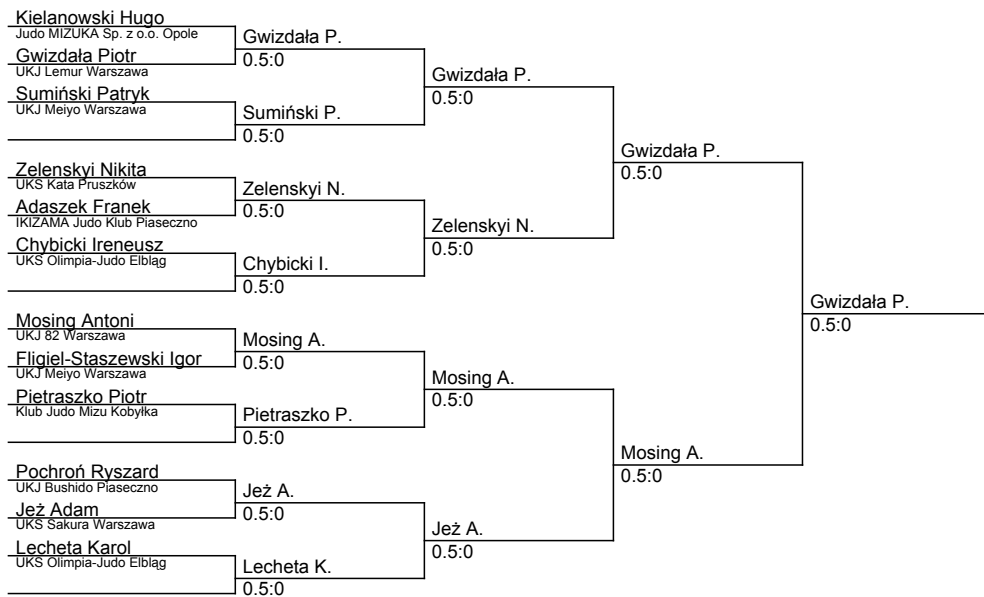 Kielanowski Hugo
Judo MIZUKA Sp. z o.o. Opole
Gwizdała P.
0.5:0
Gwizdała Piotr
UKJ Lemur Warszawa
Gwizdała P.
0.5:0
Sumiński Patryk
UKJ Meiyo Warszawa
Sumiński P.
0.5:0
Gwizdała P.
0.5:0
Zelenskyi Nikita
UKS Kata Pruszków
Zelenskyi N.
0.5:0
Adaszek Franek
IKIZAMA Judo Klub Piaseczno
Zelenskyi N.
0.5:0
Chybicki Ireneusz
UKS Olimpia-Judo Elbląg
Chybicki I.
0.5:0
Gwizdała P.
0.5:0
Mosing Antoni
UKJ 82 Warszawa
Mosing A.
0.5:0
Fligiel-Staszewski Igor
UKJ Meiyo Warszawa
Mosing A.
0.5:0
Pietraszko Piotr
Klub Judo Mizu Kobyłka
Pietraszko P.
0.5:0
Mosing A.
0.5:0
Pochroń Ryszard
UKJ Bushido Piaseczno
Jeż A.
0.5:0
Jeż Adam
UKS Sakura Warszawa
Jeż A.
0.5:0
Lecheta Karol
UKS Olimpia-Judo Elbląg
Lecheta K.
0.5:0